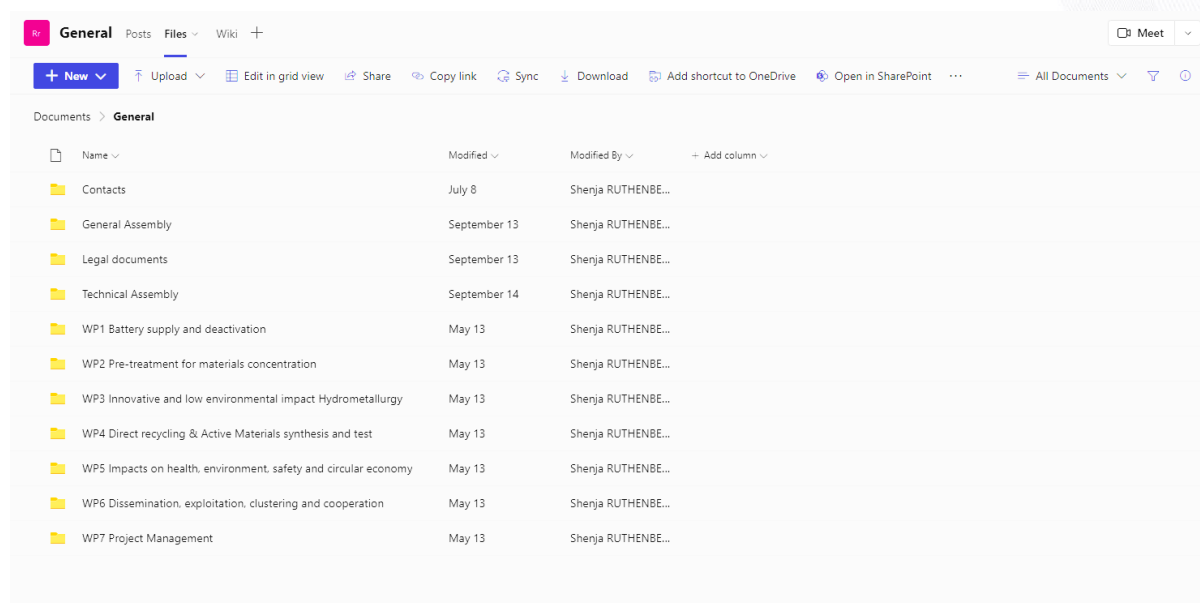 Rr General Posts Files Wiki Meet
New Upload Edit in grid view Share Copy link Sync Download Add shortcut to OneDrive Open in SharePoint ... All Documents
Documents > General
Name Modified Modified By + Add column
Contacts July 8 Shenja RUTHENBE...
General Assembly September 13 Shenja RUTHENBE...
Legal documents September 13 Shenja RUTHENBE...
Technical Assembly September 14 Shenja RUTHENBE...
WP1 Battery supply and deactivation May 13 Shenja RUTHENBE...
WP2 Pre-treatment for materials concentration May 13 Shenja RUTHENBE...
WP3 Innovative and low environmental impact Hydrometallurgy May 13 Shenja RUTHENBE...
WP4 Direct recycling & Active Materials synthesis and test May 13 Shenja RUTHENBE...
WP5 Impacts on health, environment, safety and circular economy May 13 Shenja RUTHENBE...
WP6 Dissemination, exploitation, clustering and cooperation May 13 Shenja RUTHENBE...
WP7 Project Management May 13 Shenja RUTHENBE...